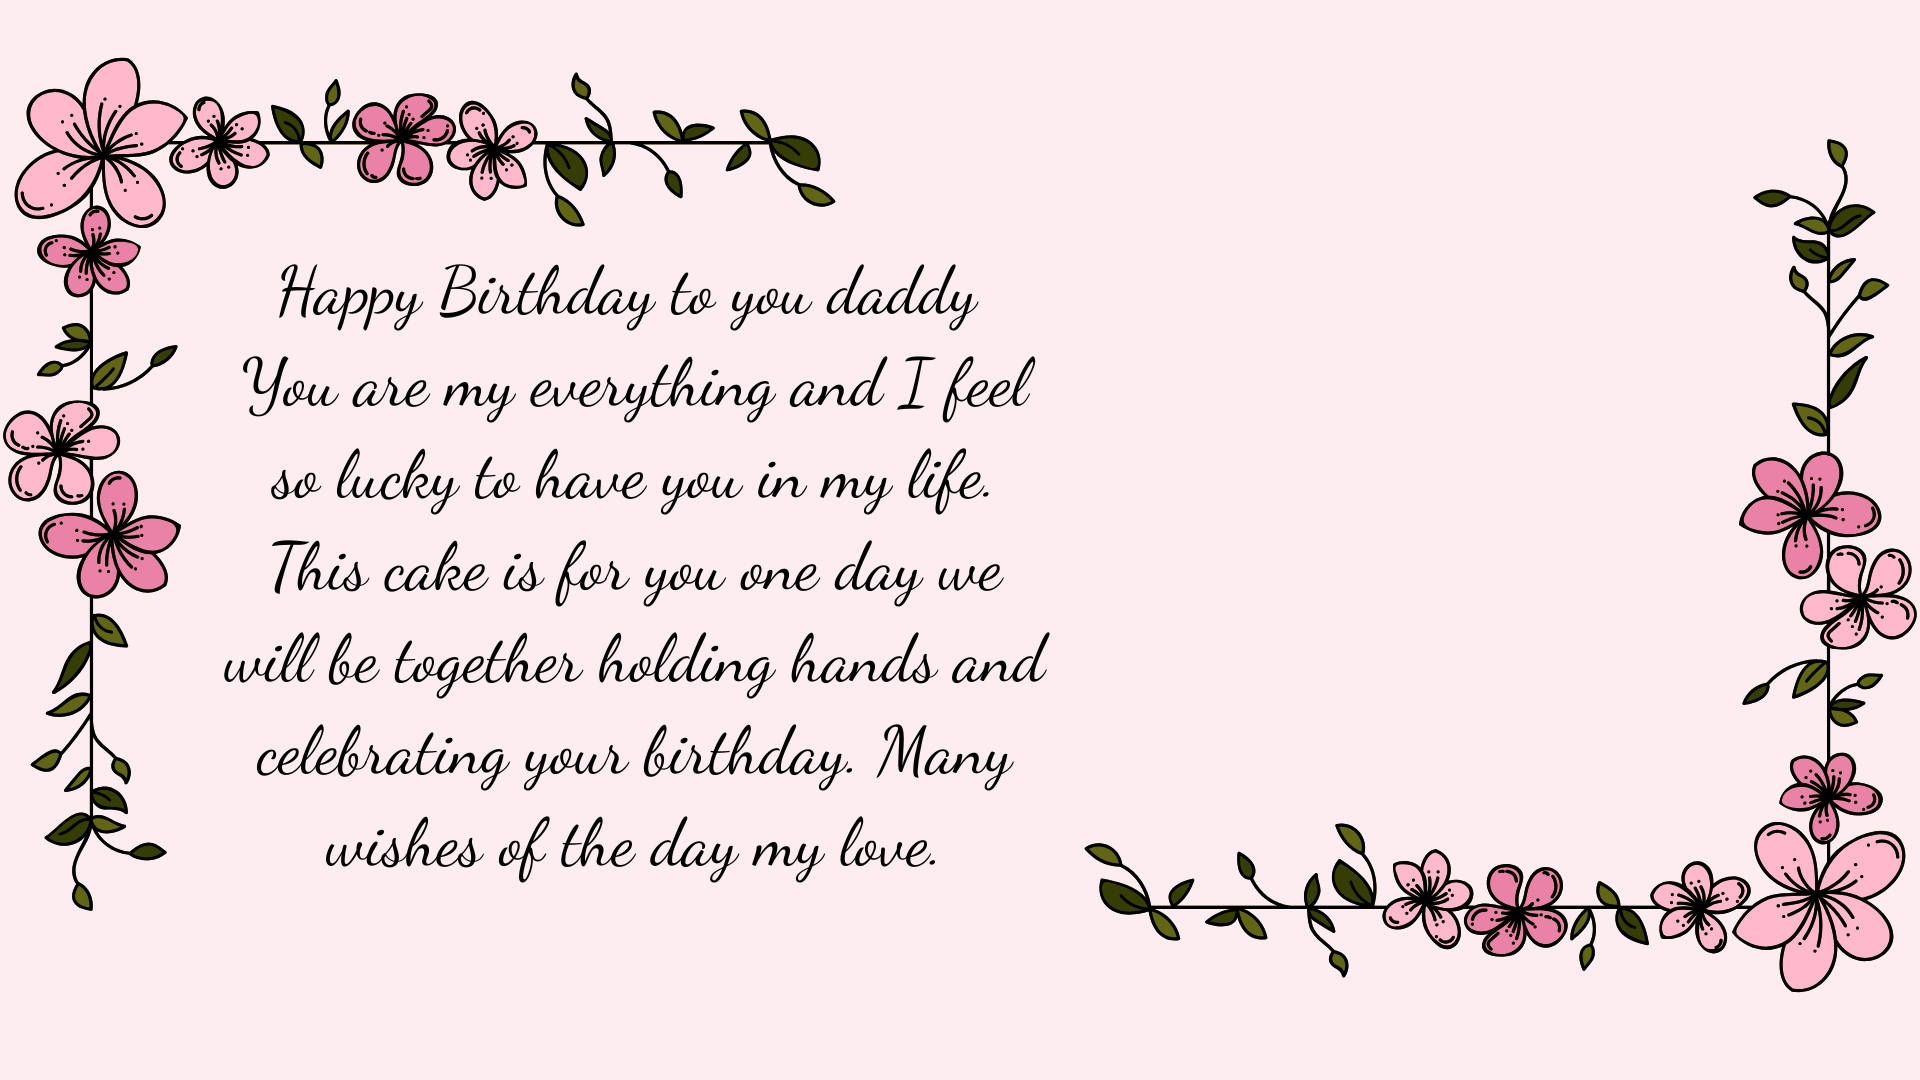 Happy Birthday to you daddy
You are my everything and I feel
so lucky to have you in my life.
This cake is for you one day we
will be together holding hands and
celebrating your birthday. Many
wishes of the day my love.